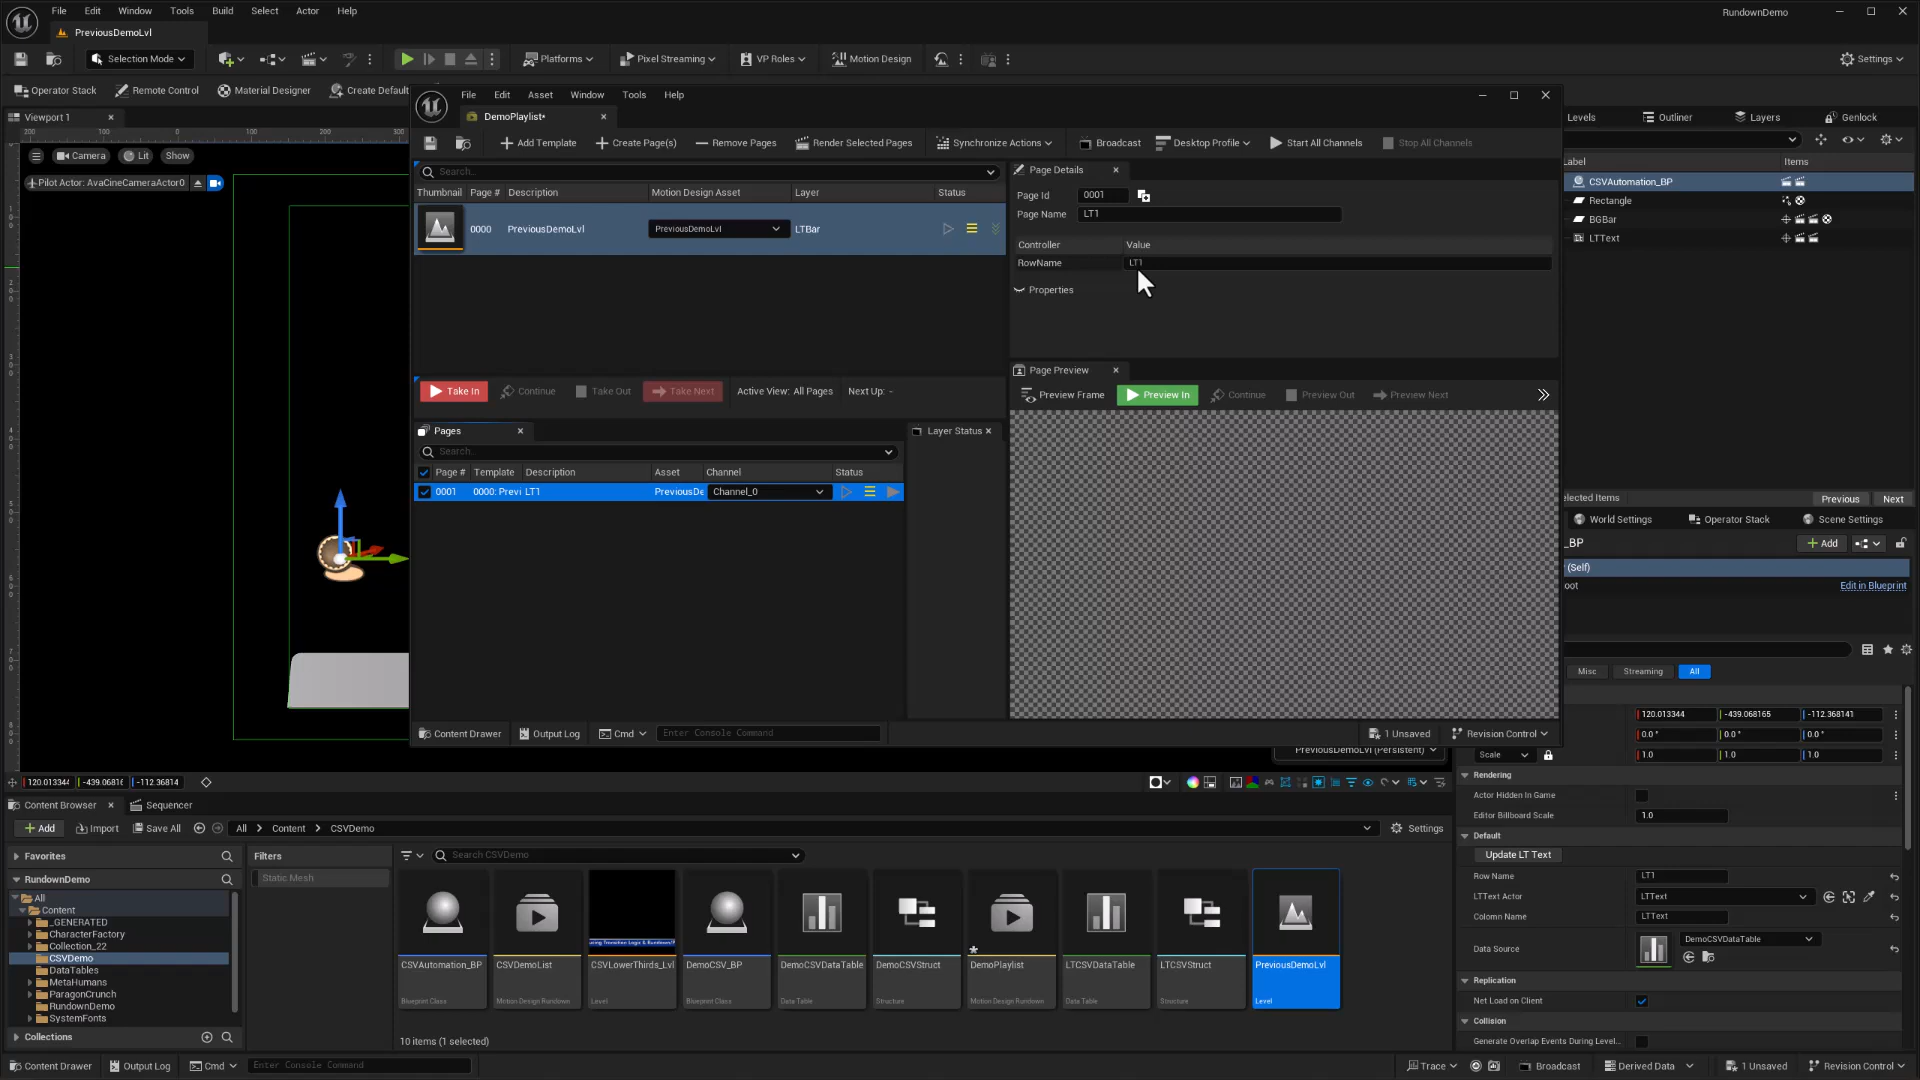 File Edit Window Tools Build Select Actor Help
RundownDemo
PreviousDemoLvl
Selection Mode
Platforms
Pixel Streaming
VP Roles
Motion Design
Settings
Operator Stack
Remote Control
Material Designer
Create Default
Viewport 1
Camera
Lit
Show
Pilot Actor: AvaCineCameraActor0
File Edit Asset Window Tools Help
DemoPlaylist•
Add Template
Create Page(s)
Remove Pages
Render Selected Pages
Synchronize Actions
Broadcast
Desktop Profile
Start All Channels
Stop All Channels
Search...
Thumbnail Page # Description Motion Design Asset Layer Status
0000 PreviousDemoLvl PreviousDemoLvl LTBar
Take In
Continue
Take Out
Take Next
Active View: All Pages
Next Up: -
Pages
Search...
Page # Template Description Asset Channel Status
0001 0000: Previ LT1 PreviousDe Channel_0
Layer Status
Page Details
Page Id 0001
Page Name LT1
Controller Value
RowName LT1
Properties
Page Preview
Preview Frame
Preview In
Continue
Preview Out
Preview Next
Content Drawer
Output Log
Cmd
Enter Console Command
1 Unsaved
Revision Control
PreviousDemoLvl (Persistent)
Levels
Outliner
Layers
Genlock
Label Items
CSVAutomation_BP
Rectangle
BGBar
LTText
elected Items
Previous
Next
World Settings
Operator Stack
Scene Settings
_BP
Add
(Self)
oot
Edit in Blueprint
Misc
Streaming
All
120.013344 -439.068165 -112.368141
0.0° 0.0° 0.0°
Scale 1.0 1.0 1.0
Rendering
Actor Hidden In Game
Editor Billboard Scale 1.0
Default
Update LT Text
Row Name LT1
LTText Actor LTText
Colomn Name LTText
Data Source DemoCSVDataTable
Replication
Net Load on Client
Collision
Generate Overlap Events During Level...
120.013344 -439.06816 -112.36814
Content Browser
Sequencer
Add
Import
Save All
All > Content > CSVDemo
Settings
Favorites
RundownDemo
All
Content
_GENERATED
CharacterFactory
Collection_22
CSVDemo
DataTables
MetaHumans
ParagonCrunch
RundownDemo
SystemFonts
Collections
Filters
Static Mesh
Search CSVDemo
CSVAutomation_BP
Blueprint Class
CSVDemoList
Motion Design Rundown
CSVLowerThirds_Lvl
Level
DemoCSV_BP
Blueprint Class
DemoCSVDataTable
Data Table
DemoCSVStruct
Structure
DemoPlaylist
Motion Design Rundown
LTCSVDataTable
Data Table
LTCSVStruct
Structure
PreviousDemoLvl
Level
10 items (1 selected)
Content Drawer
Output Log
Cmd
Enter Console Command
Trace
Broadcast
Derived Data
1 Unsaved
Revision Control